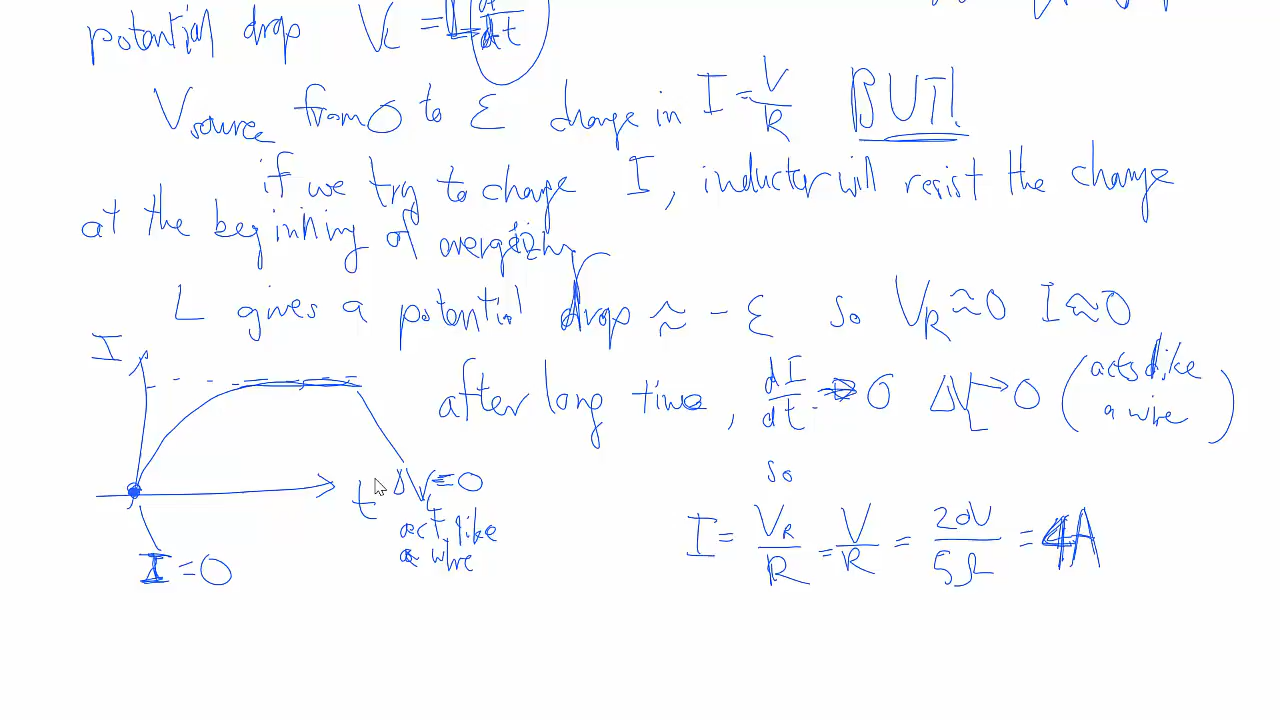 potential drop V_L = L dI/dt
V_source from 0 to ε change in I = V/R BUT!
if we try to change I, inductor will resist the change
at the beginning of
L gives a potential drop ≈ - ε so V_R ≈ 0 I ≈ 0
I
after long time, dI/dt → 0 ΔV_L → 0 (acts like a wire)
t ΔV_L = 0
act like
a wire
so
I = V_R/R = V/R = 20V/5Ω = 4A
I = 0